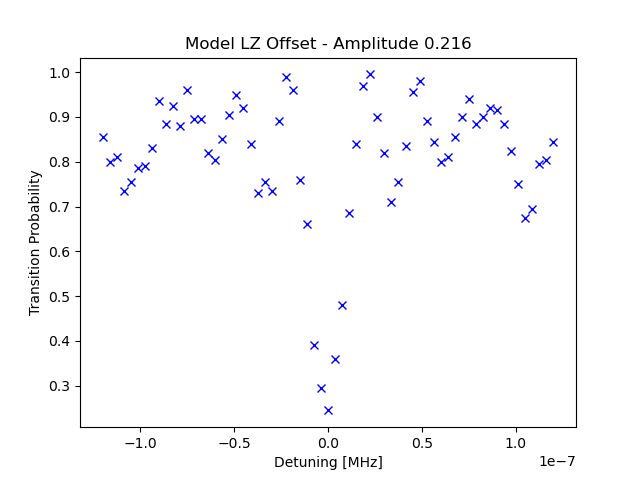 Model LZ Offset - Amplitude 0.216
1.0
0.9
0.8
0.7
0.6
0.5
0.4
0.3
Transition Probability
−1.0 −0.5 0.0 0.5 1.0
1e−7
Detuning [MHz]